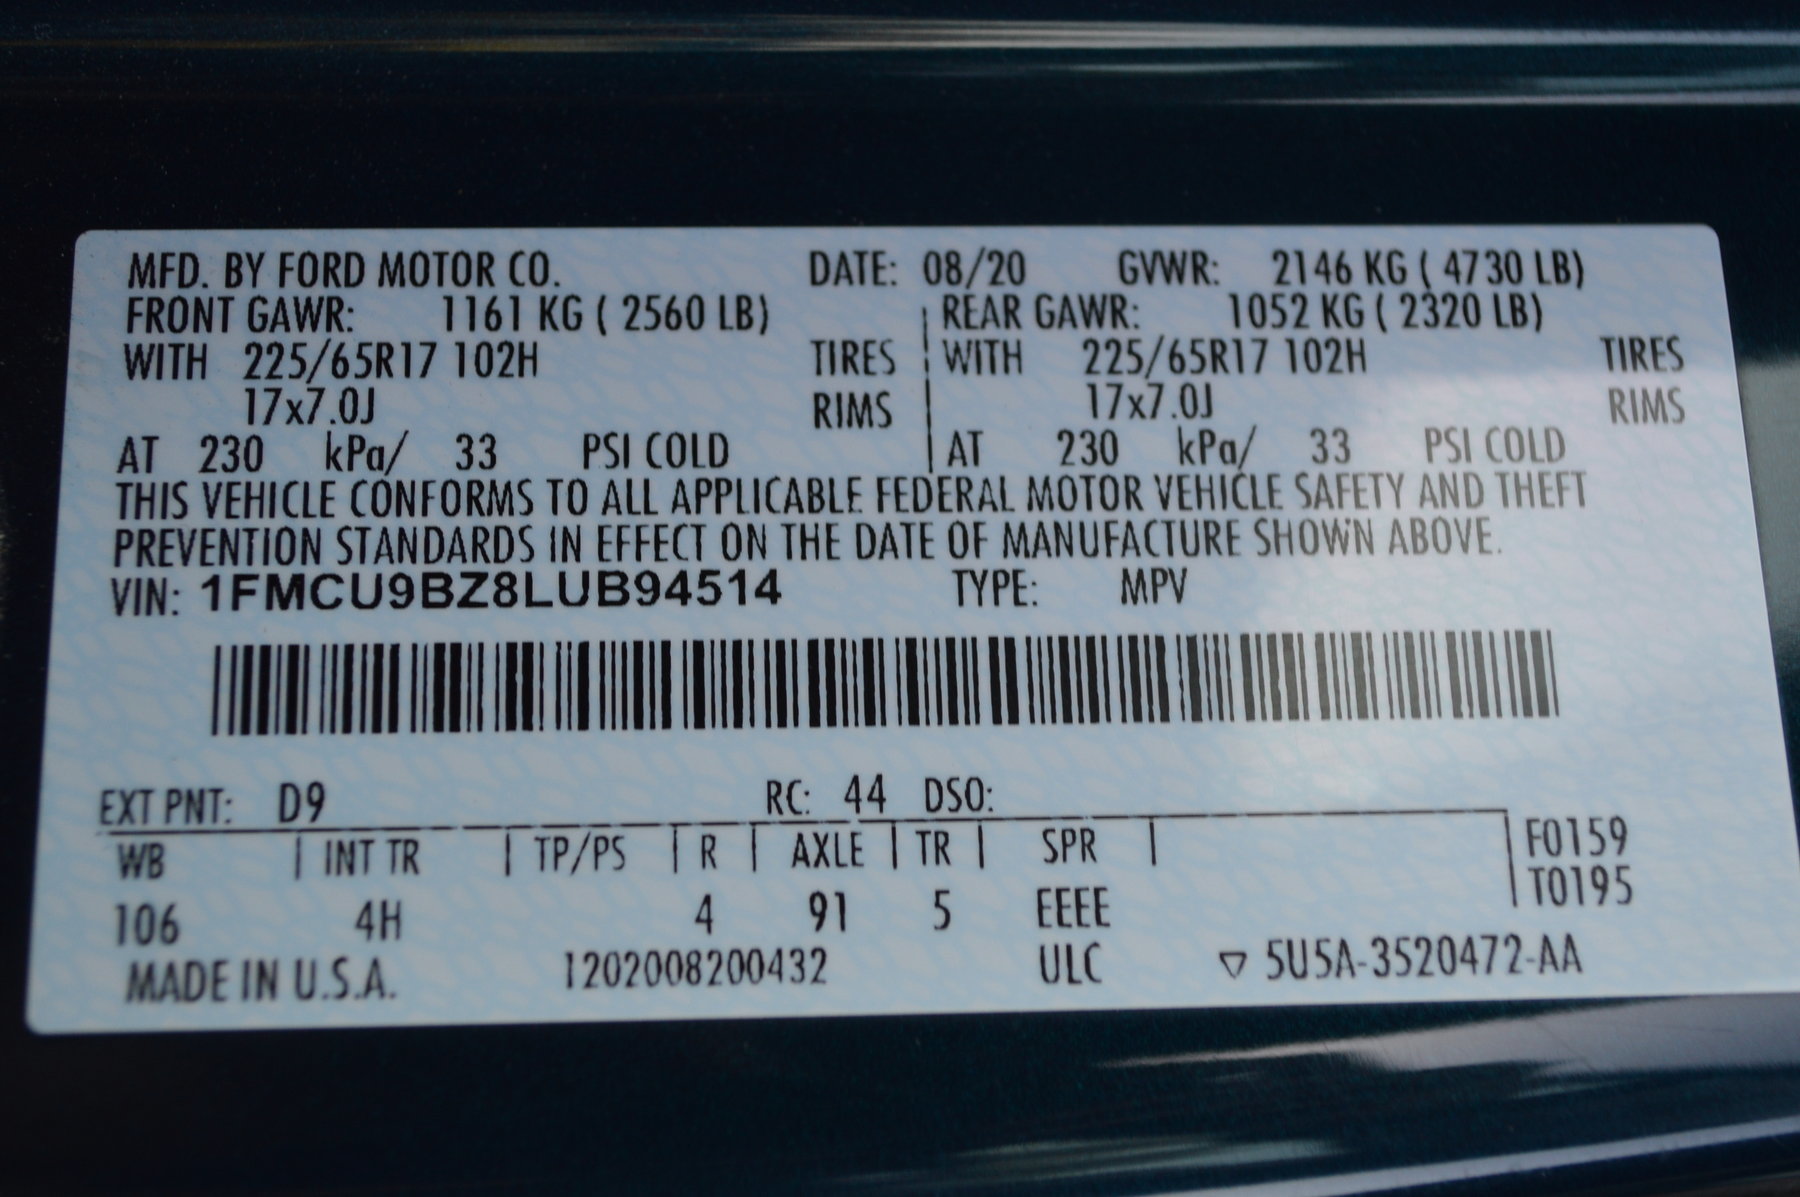 MFD. BY FORD MOTOR CO. DATE: 08/20 GVWR: 2146 KG ( 4730 LB)
FRONT GAWR: 1161 KG ( 2560 LB) REAR GAWR: 1052 KG ( 2320 LB)
WITH 225/65R17 102H TIRES WITH 225/65R17 102H TIRES
17x7.0J RIMS 17x7.0J RIMS
AT 230 kPa/ 33 PSI COLD AT 230 kPa/ 33 PSI COLD
THIS VEHICLE CONFORMS TO ALL APPLICABLE FEDERAL MOTOR VEHICLE SAFETY AND THEFT
PREVENTION STANDARDS IN EFFECT ON THE DATE OF MANUFACTURE SHOWN ABOVE.
VIN: 1FMCU9BZ8LUB94514 TYPE: MPV
EXT PNT: D9 RC: 44 DSO:
WB INT TR TP/PS R AXLE TR SPR F0159
T0195
106 4H 4 91 5 EEEE
MADE IN U.S.A. 1202008200432 ULC ▽ 5U5A-3520472-AA